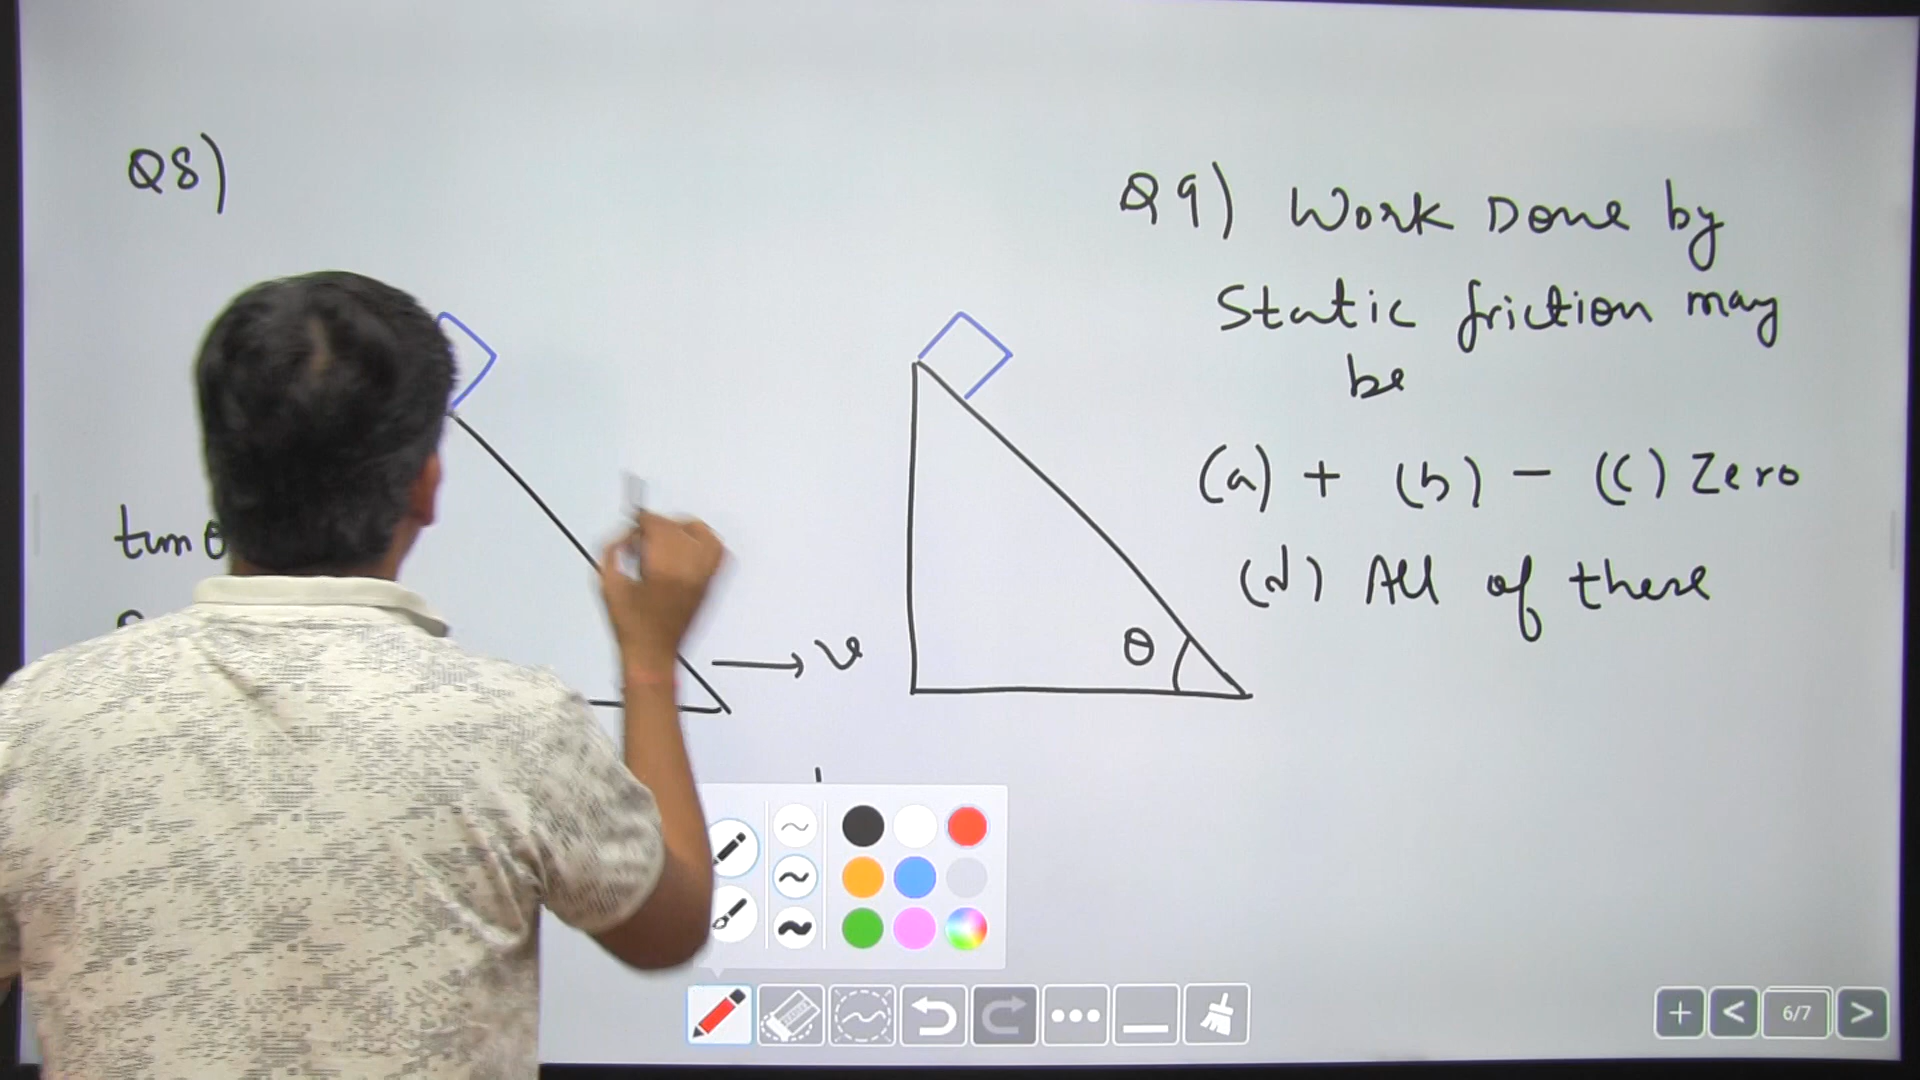 Q8)
tan θ
→ v
θ
Q9) Work Done by
Static friction may
be
(a) + (b) - (c) Zero
(d) All of these
6/7